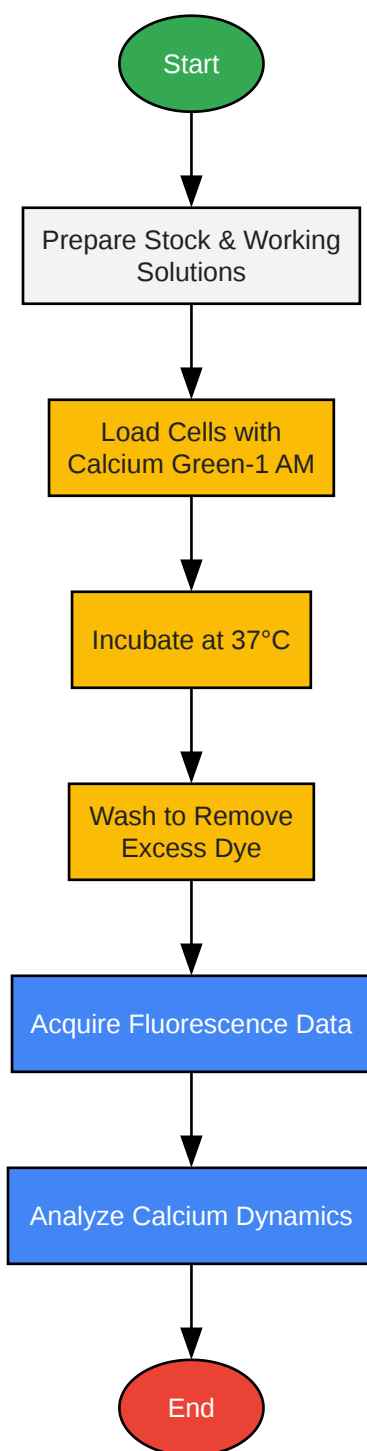 Start
Prepare Stock & Working
Solutions
Load Cells with
Calcium Green-1 AM
Incubate at 37°C
Wash to Remove
Excess Dye
Acquire Fluorescence Data
Analyze Calcium Dynamics
End